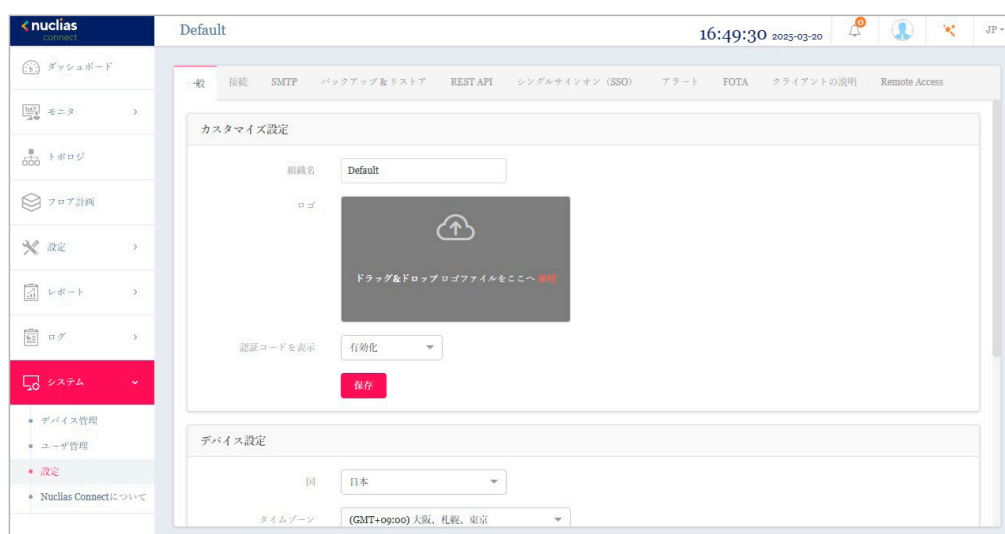 nuclias
connect
Default
16:49:30 2025-03-20
0
JP
ダッシュボード
モニタ
トポロジ
フロア計画
設定
レポート
ログ
システム
デバイス管理
ユーザ管理
設定
Nuclias Connectについて
一般 接続 SMTP バックアップ&リストア REST API シングルサインオン (SSO) アラート FOTA クライアントの説明 Remote Access
カスタマイズ設定
組織名 Default
ロゴ
ドラッグ&ドロップ ロゴファイルをここへ 参照
認証コードを表示 有効化
保存
デバイス設定
国 日本
タイムゾーン (GMT+09:00) 大阪、札幌、東京